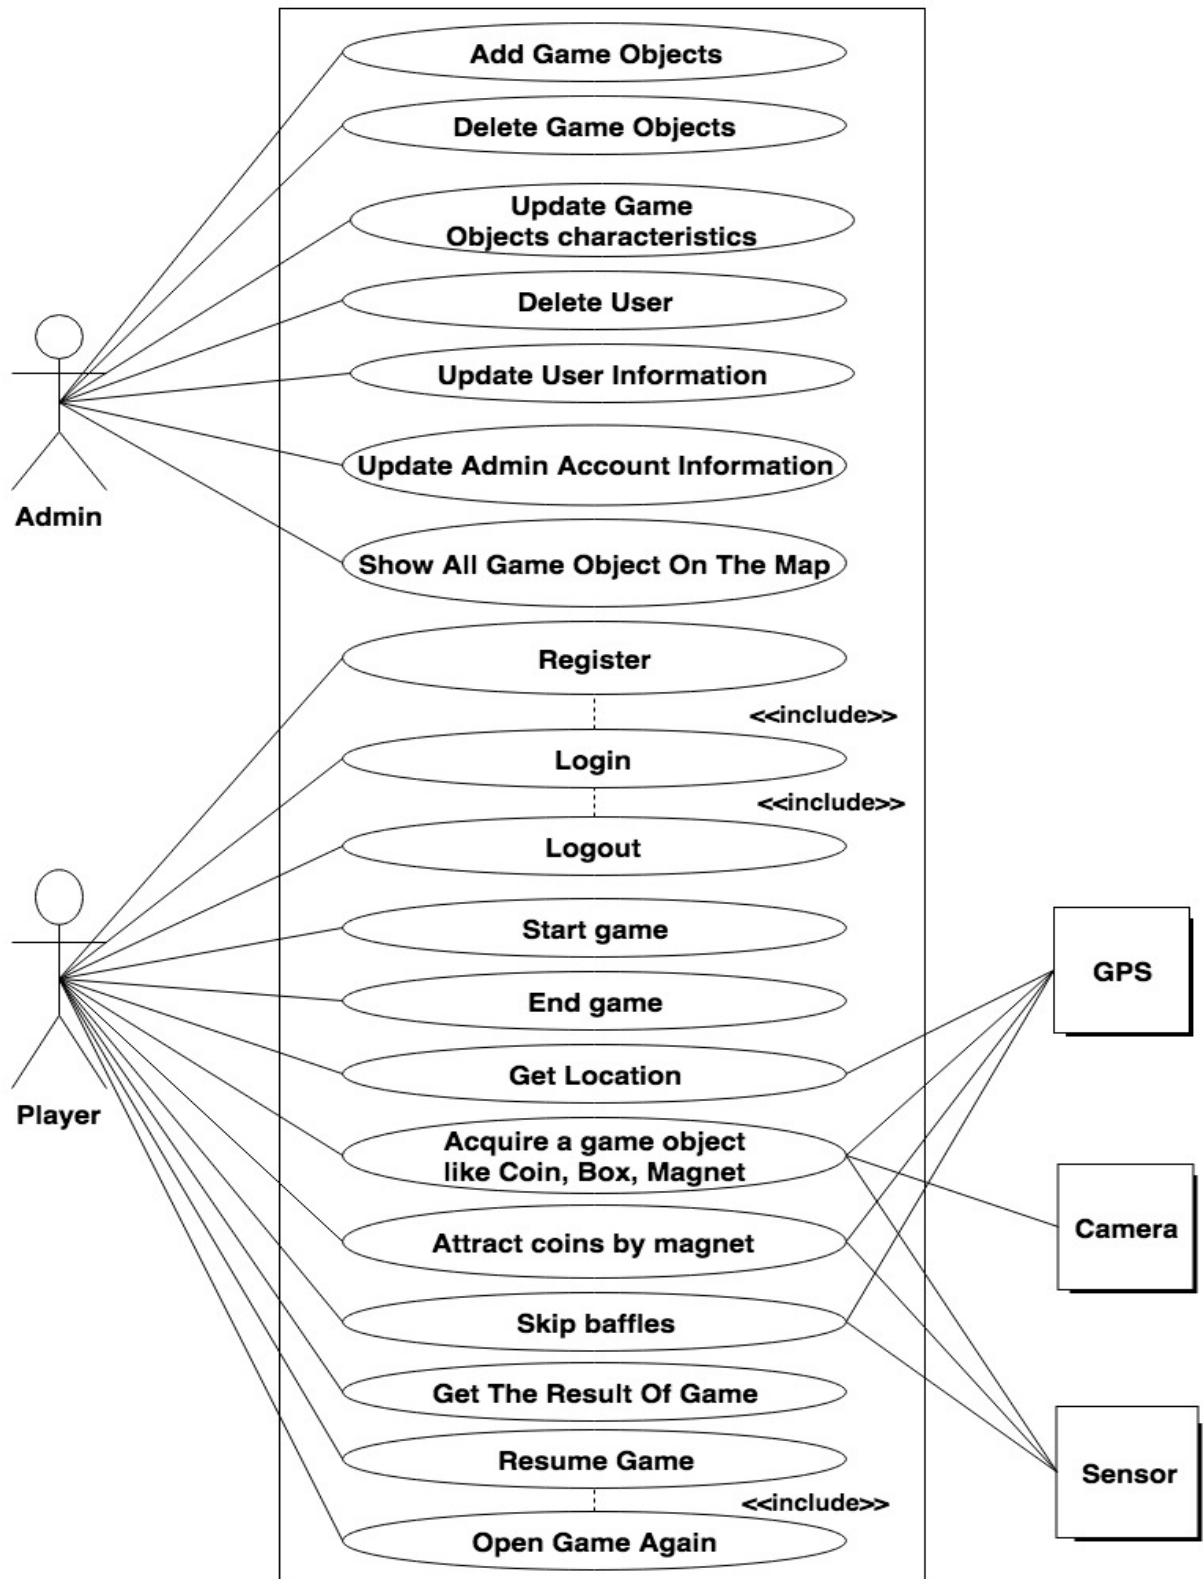 Add Game Objects
Delete Game Objects
Update Game
Objects characteristics
Delete User
Update User Information
Update Admin Account Information
Admin
Show All Game Object On The Map
Register
<<include>>
Login
<<include>>
Logout
Start game
GPS
End game
Get Location
Player
Acquire a game object
like Coin, Box, Magnet
Camera
Attract coins by magnet
Skip baffles
Get The Result Of Game
Resume Game
Sensor
<<include>>
Open Game Again